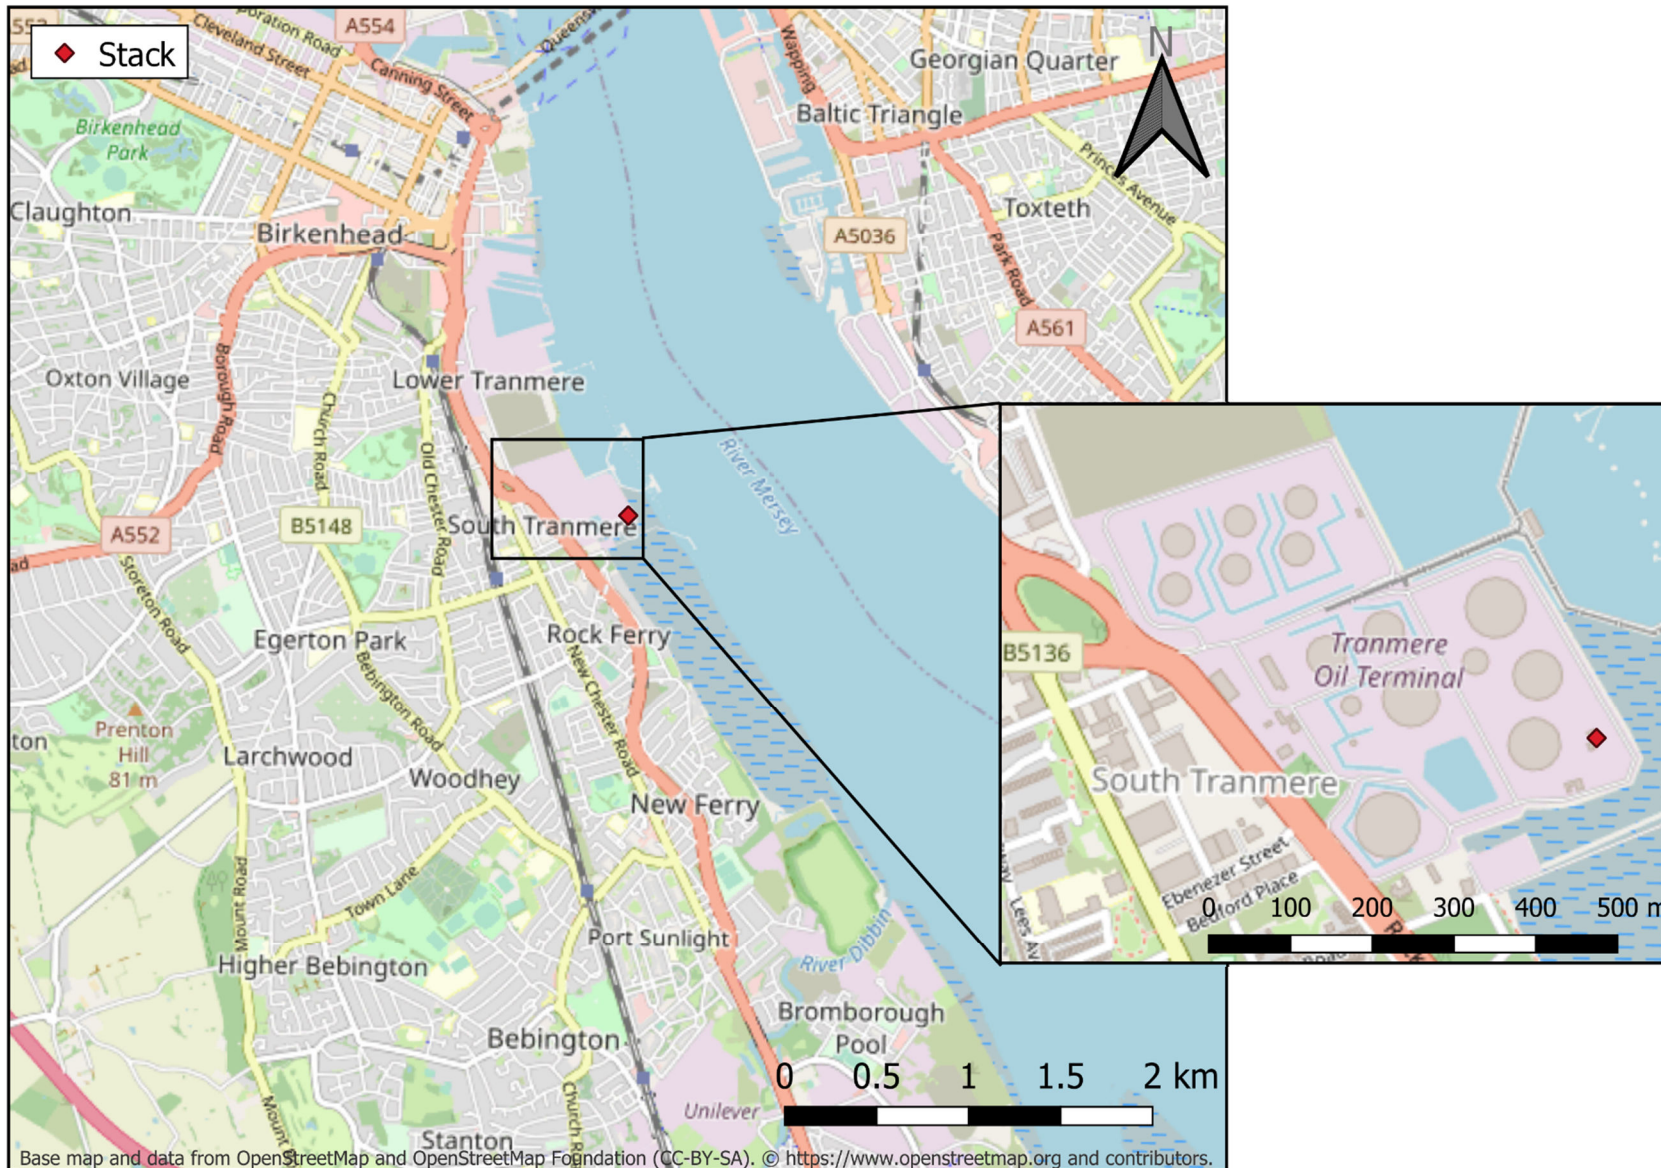 A554
Cleveland Street
Canning Street
Wapping
Georgian Quarter
N
Stack
Birkenhead
Park
Baltic Triangle
Princes Avenue
Claughton
Birkenhead
A5036
Toxteth
Park Road
A561
Oxton Village
Borough Road
Lower Tranmere
Church Road
Old Chester Road
River Mersey
A552
B5148
South Tranmere
Storeton Road
Egerton Park
Rock Ferry
Bebington Road
New Chester Road
Prenton
Hill
81 m
Larchwood
Woodhey
New Ferry
Mount Road
Town Lane
Port Sunlight
River Dibbin
Higher Bebington
Bebington
Bromborough
Pool
Unilever
Stanton
0 0.5 1 1.5 2 km
B5136
Tranmere
Oil Terminal
South Tranmere
Ebenezer Street
Bedford Place
0 100 200 300 400 500 m
Base map and data from OpenStreetMap and OpenStreetMap Foundation (CC-BY-SA). © https://www.openstreetmap.org and contributors.